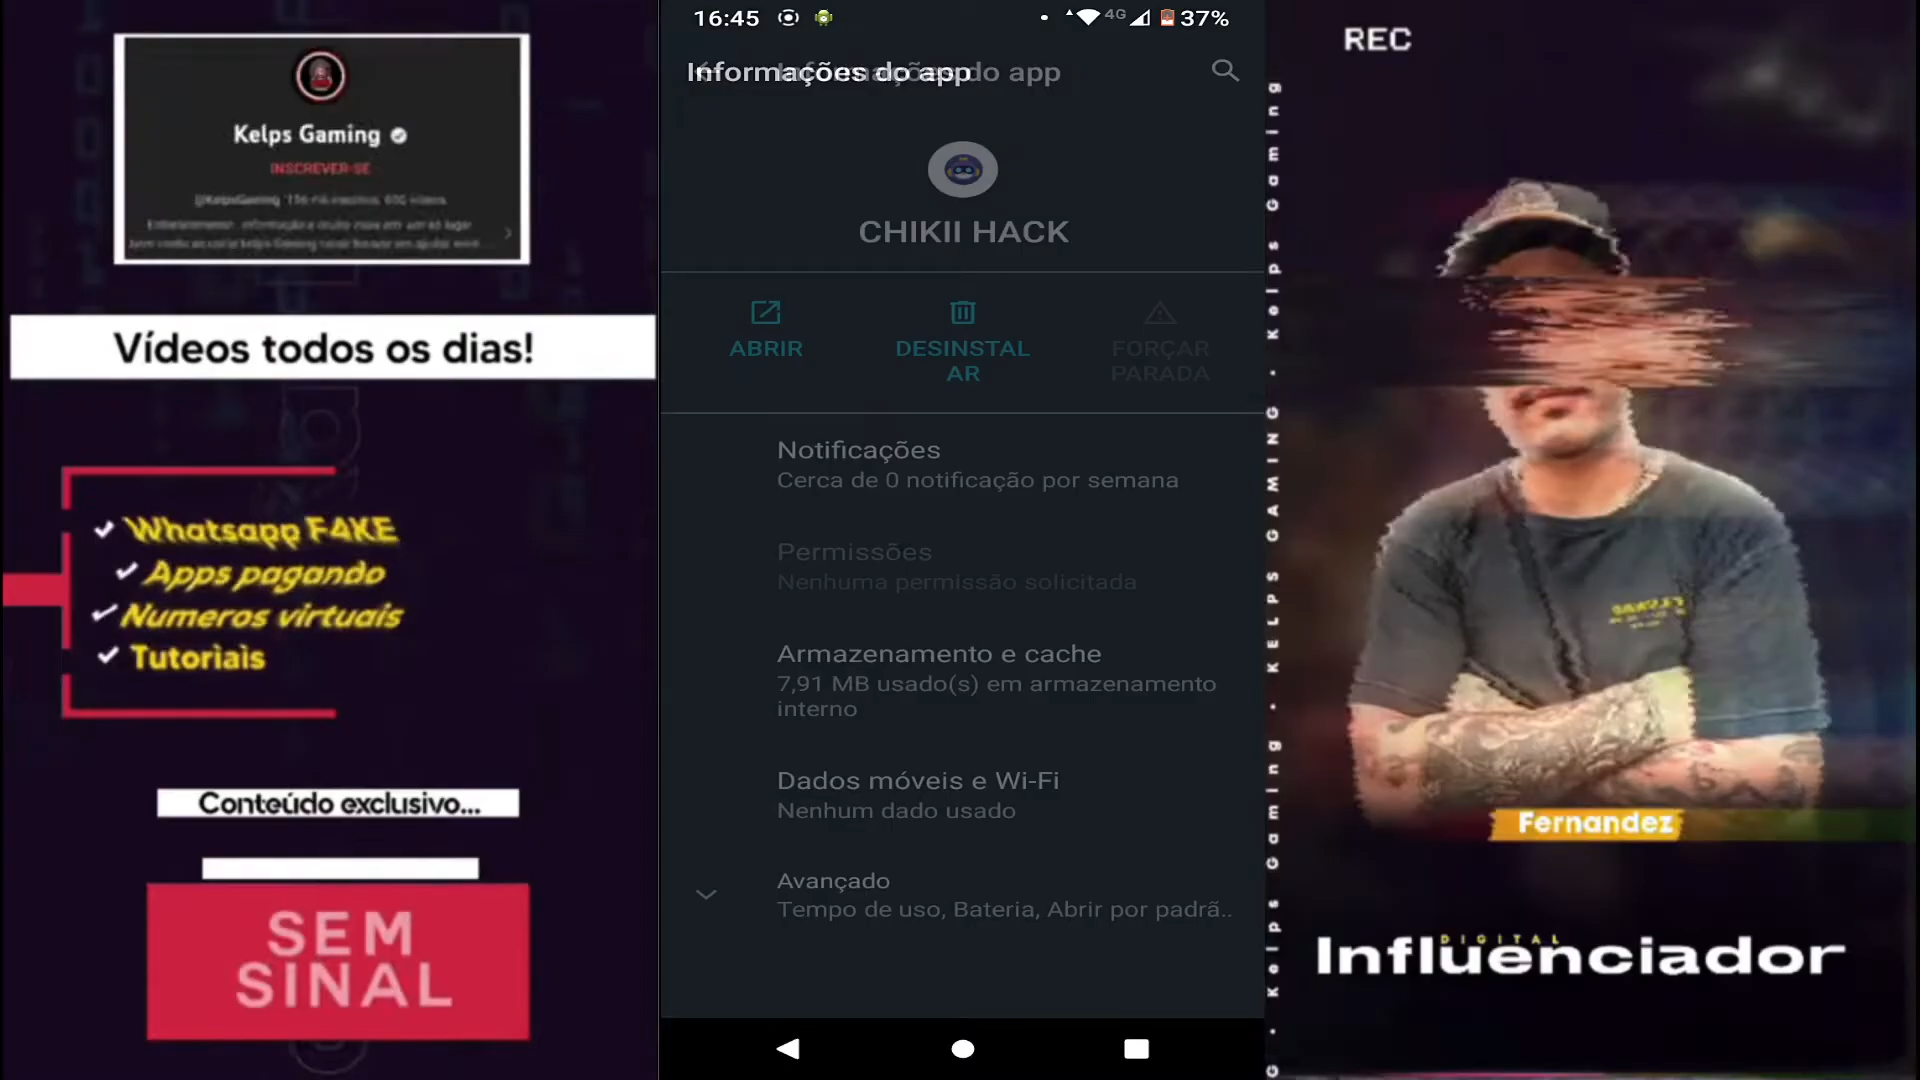 Kelps Gaming
INSCREVER-SE
Vídeos todos os dias!
Whatsapp FAKE
Apps pagando
Numeros virtuais
Tutoriais
Conteúdo exclusivo...
SEM
SINAL
16:45
4G
37%
Informações do app
Informações do app
CHIKII HACK
ABRIR
DESINSTAL
AR
FORÇAR
PARADA
Notificações
Cerca de 0 notificação por semana
Permissões
Nenhuma permissão solicitada
Armazenamento e cache
7,91 MB usado(s) em armazenamento
interno
Dados móveis e Wi-Fi
Nenhum dado usado
Avançado
Tempo de uso, Bateria, Abrir por padrã..
G • Kelps Gaming • KELPS GAMING • Kelps Gaming
REC
Fernandez
DIGITAL
Influenciador